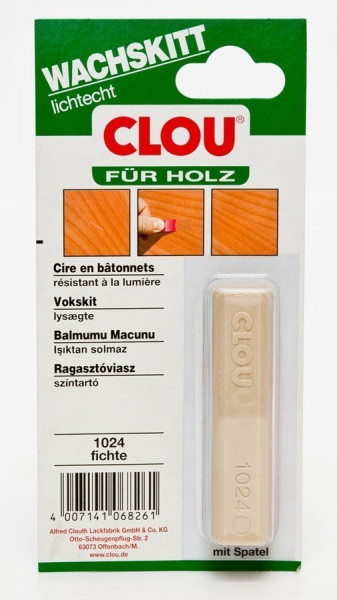 WACHSKITT
lichtecht
CLOU®
FÜR HOLZ
Cire en bâtonnets
résistant à la lumière
Vokskit
lysægte
Balmumu Macunu
Işıktan solmaz
Ragasztóviasz
színtartó
1024
fichte
4 007141 068261
Alfred Clouth Lackfabrik GmbH & Co. KG
Otto-Scheugenpflug-Str. 2
63073 Offenbach/M.
www.clou.de
CLOU
1024
mit Spatel